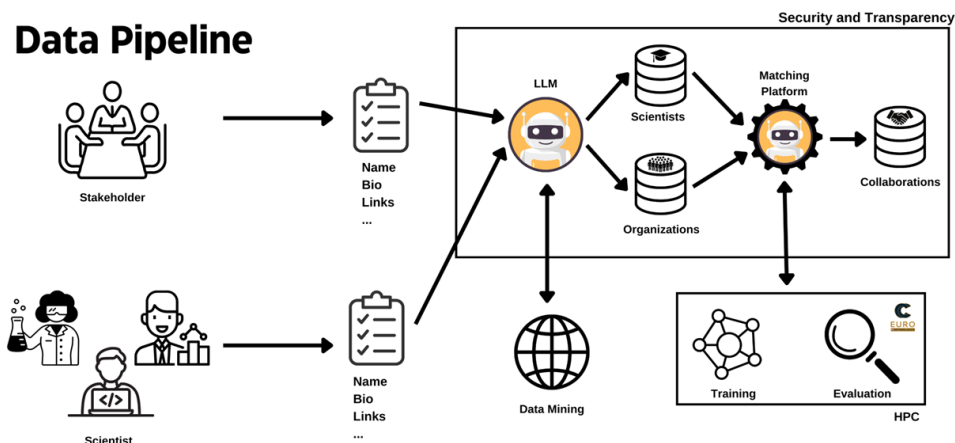 Security and Transparency
Data Pipeline
Stakeholder
Name
Bio
Links
...
LLM
Scientists
Organizations
Matching
Platform
Collaborations
</>
Scientist
Name
Bio
Links
...
Data Mining
Training
Evaluation
EURO
HPC